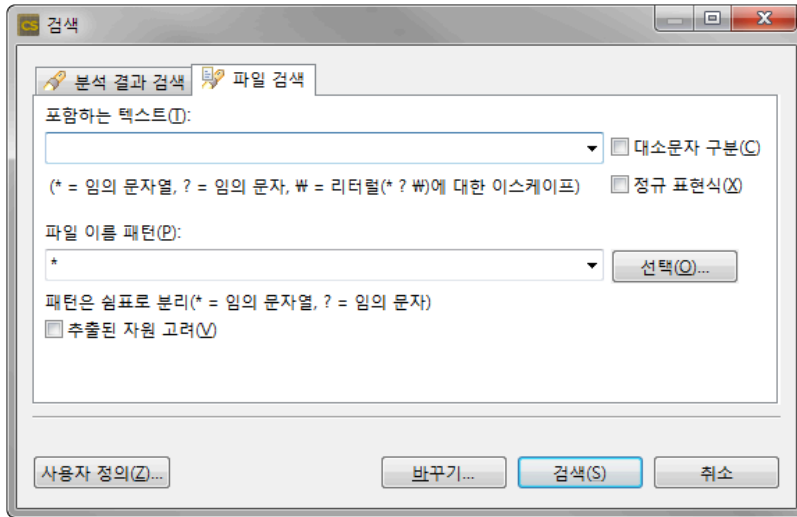 CS 검색
분석 결과 검색 파일 검색
포함하는 텍스트(T):
대소문자 구분(C)
(* = 임의 문자열, ? = 임의 문자, ₩ = 리터럴(* ? ₩)에 대한 이스케이프) 정규 표현식(X)
파일 이름 패턴(P):
* 선택(O)...
패턴은 쉼표로 분리(* = 임의 문자열, ? = 임의 문자)
추출된 자원 고려(V)
사용자 정의(Z)... 바꾸기... 검색(S) 취소